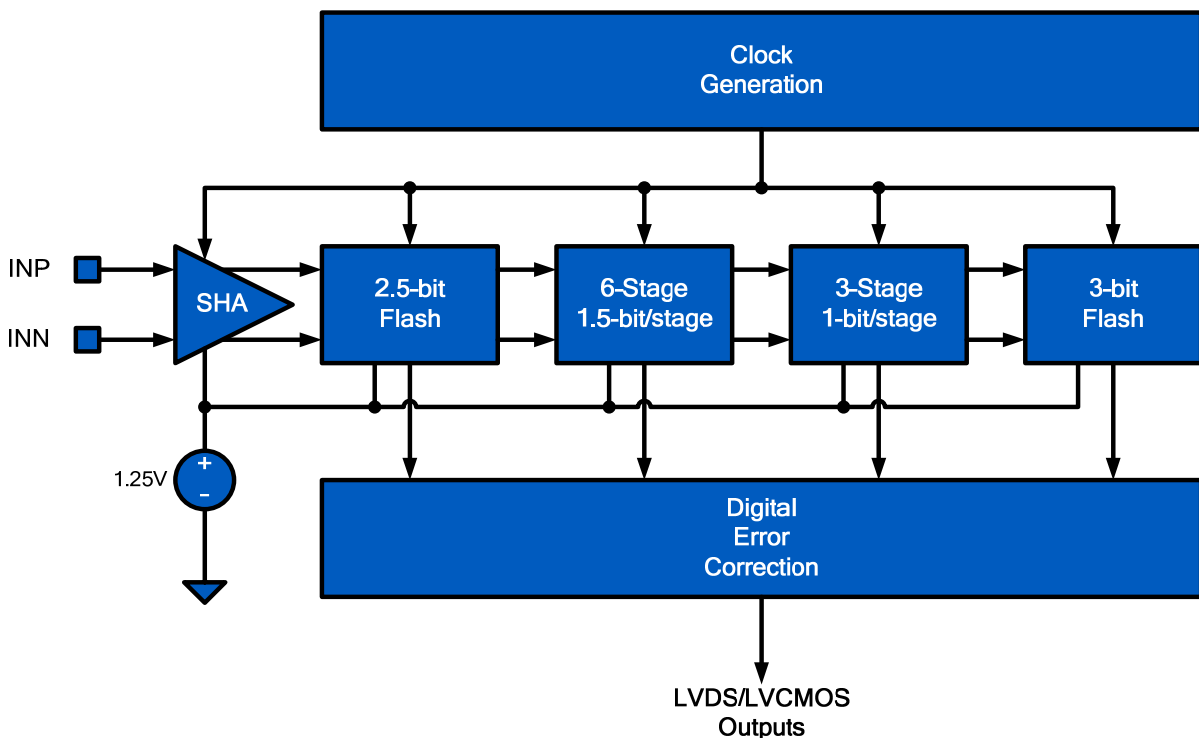 Clock
Generation
INP
INN
SHA
2.5-bit
Flash
6-Stage
1.5-bit/stage
3-Stage
1-bit/stage
3-bit
Flash
1.25V
+
-
Digital
Error
Correction
LVDS/LVCMOS
Outputs